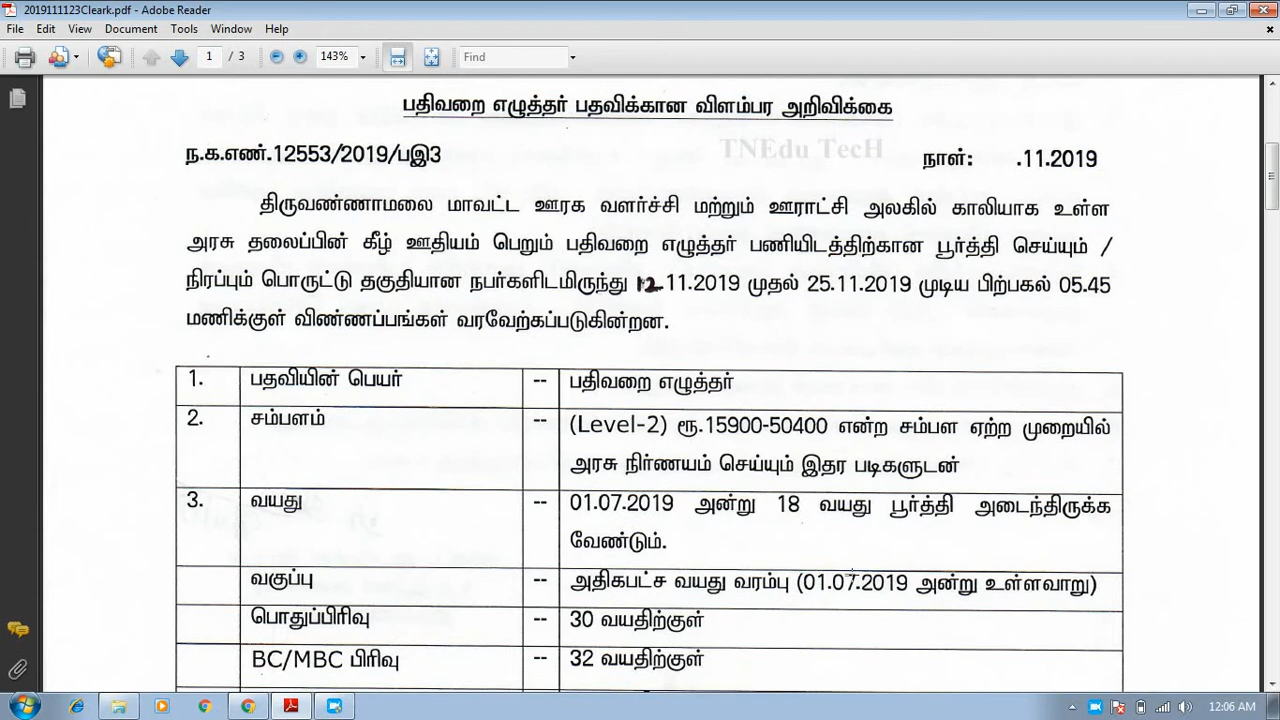 2019111123Cleark.pdf - Adobe Reader
File Edit View Document Tools Window Help
1 / 3 143% Find
பதிவறை எழுத்தர் பதவிக்கான விளம்பர அறிவிக்கை
TNEdu TecH
ந.க.எண்.12553/2019/பஇ3 நாள்: .11.2019
திருவண்ணாமலை மாவட்ட ஊரக வளர்ச்சி மற்றும் ஊராட்சி அலகில் காலியாக உள்ள
அரசு தலைப்பின் கீழ் ஊதியம் பெறும் பதிவறை எழுத்தர் பணியிடத்திற்கான பூர்த்தி செய்யும் /
நிரப்பும் பொருட்டு தகுதியான நபர்களிடமிருந்து 12.11.2019 முதல் 25.11.2019 முடிய பிற்பகல் 05.45
மணிக்குள் விண்ணப்பங்கள் வரவேற்கப்படுகின்றன.
1. பதவியின் பெயர் -- பதிவறை எழுத்தர்
2. சம்பளம் -- (Level-2) ரூ.15900-50400 என்ற சம்பள ஏற்ற முறையில்
அரசு நிர்ணயம் செய்யும் இதர படிகளுடன்
3. வயது -- 01.07.2019 அன்று 18 வயது பூர்த்தி அடைந்திருக்க
வேண்டும்.
வகுப்பு -- அதிகபட்ச வயது வரம்பு (01.07.2019 அன்று உள்ளவாறு)
பொதுப்பிரிவு -- 30 வயதிற்குள்
BC/MBC பிரிவு -- 32 வயதிற்குள்
12:06 AM